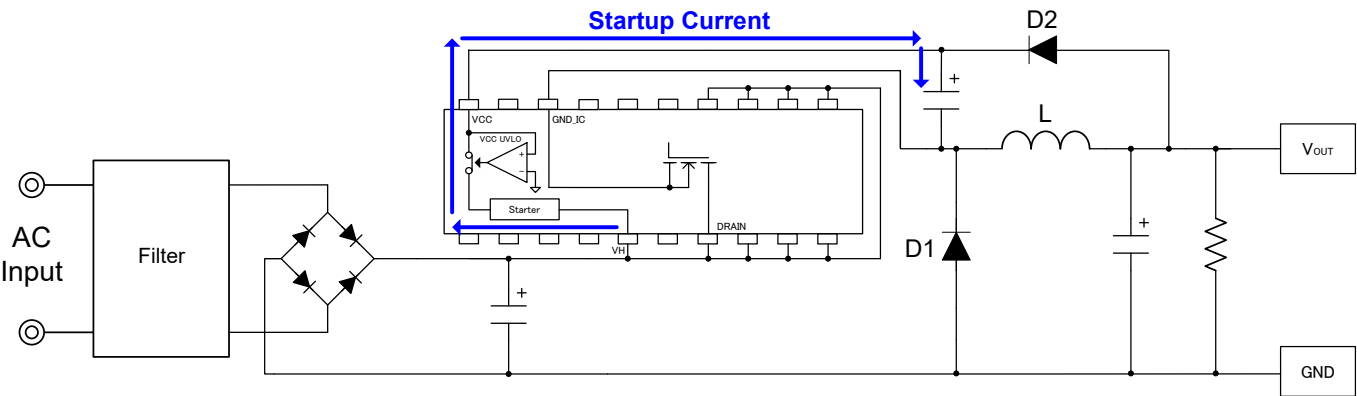 Startup Current
D2
+
VCC
GND_IC
VCC UVLO
+
-
L
VOUT
Starter
AC
Input
Filter
DRAIN
VH
D1
+
+
GND